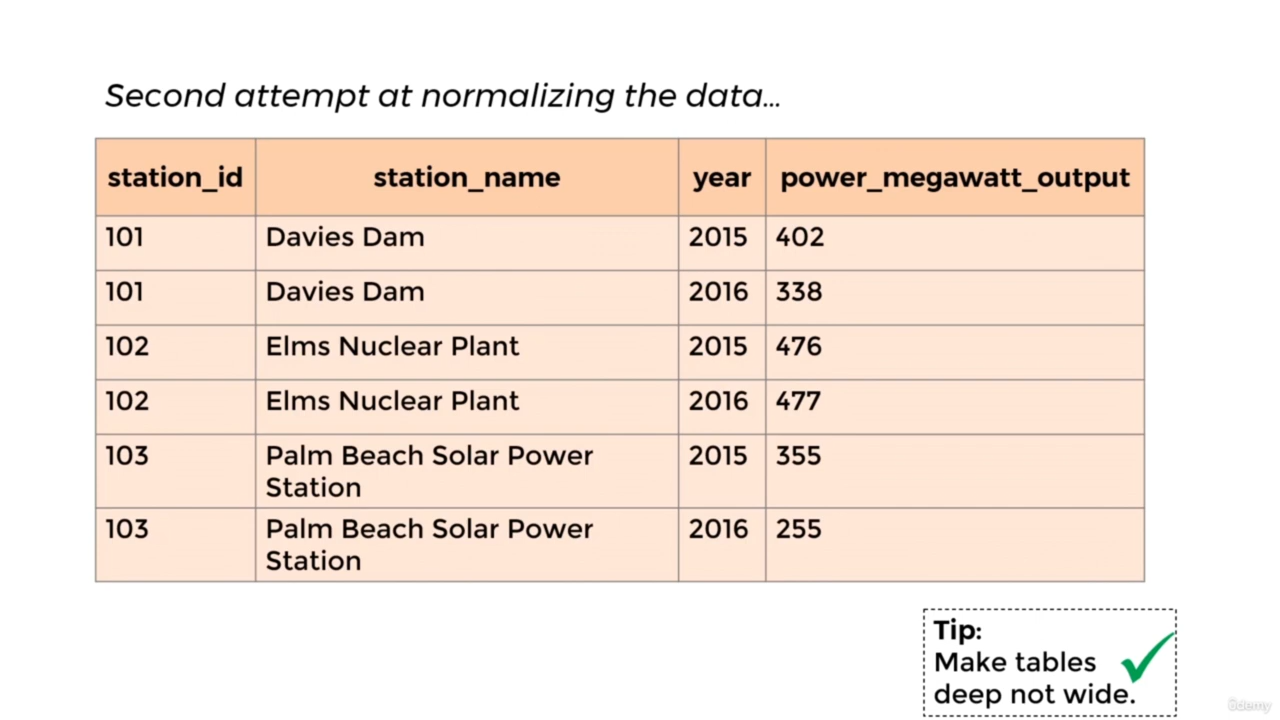 Second attempt at normalizing the data...
station_id station_name year power_megawatt_output
101 Davies Dam 2015 402
101 Davies Dam 2016 338
102 Elms Nuclear Plant 2015 476
102 Elms Nuclear Plant 2016 477
103 Palm Beach Solar Power 2015 355
Station
103 Palm Beach Solar Power 2016 255
Station
Tip:
Make tables
deep not wide.
ûdemy